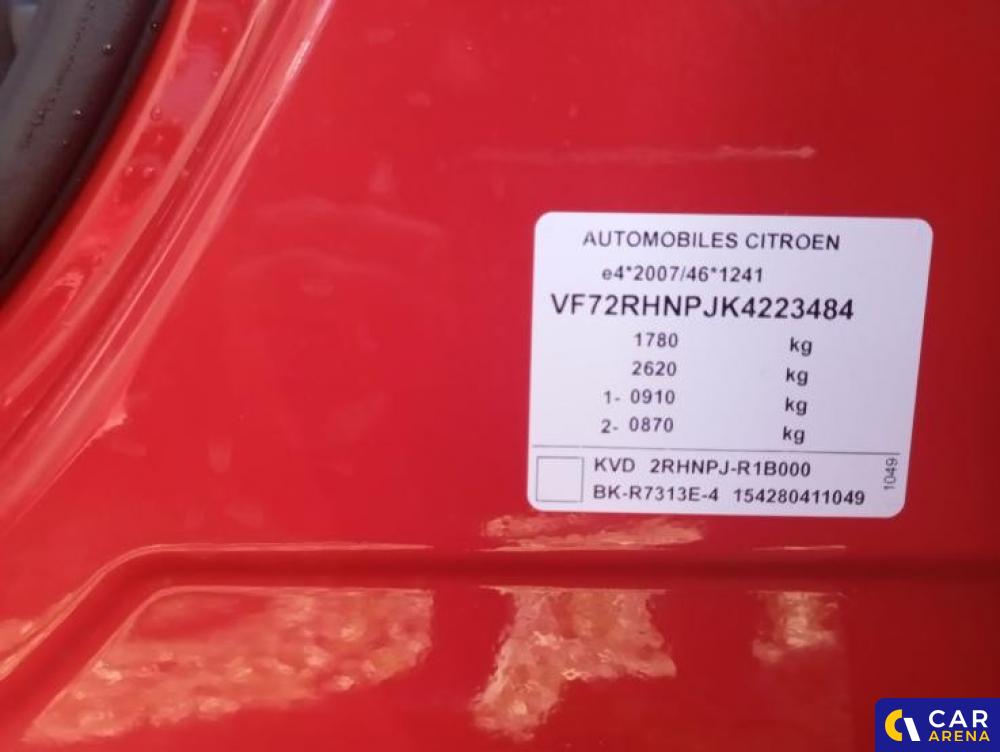 AUTOMOBILES CITROEN
e4*2007/46*1241
VF72RHNPJK4223484
1780 kg
2620 kg
1- 0910 kg
2- 0870 kg
KVD 2RHNPJ-R1B000
BK-R7313E-4 154280411049
1049
CAR
ARENA